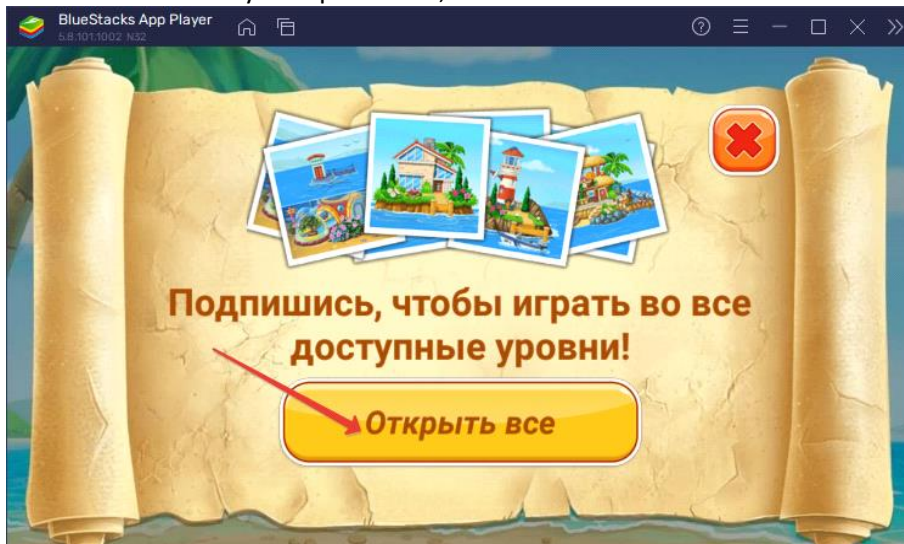 BlueStacks App Player
5.8.101.1002 N32
Подпишись, чтобы играть во все
доступные уровни!
Открыть все